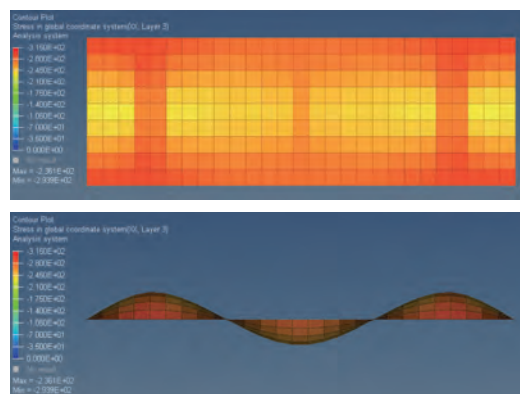 Contour Plot
Stress in global coordinate system(XX, Layer 3)
Analysis system
-3.150E+02
-2.800E+02
-2.450E+02
-2.100E+02
-1.750E+02
-1.400E+02
-1.050E+02
-7.000E+01
-3.500E+01
0.000E+00
No result
Max = -2.361E+02
Min = -2.939E+02
Contour Plot
Stress in global coordinate system(XX, Layer 3)
Analysis system
-3.150E+02
-2.800E+02
-2.450E+02
-2.100E+02
-1.750E+02
-1.400E+02
-1.050E+02
-7.000E+01
-3.500E+01
0.000E+00
No result
Max = -2.361E+02
Min = -2.939E+02